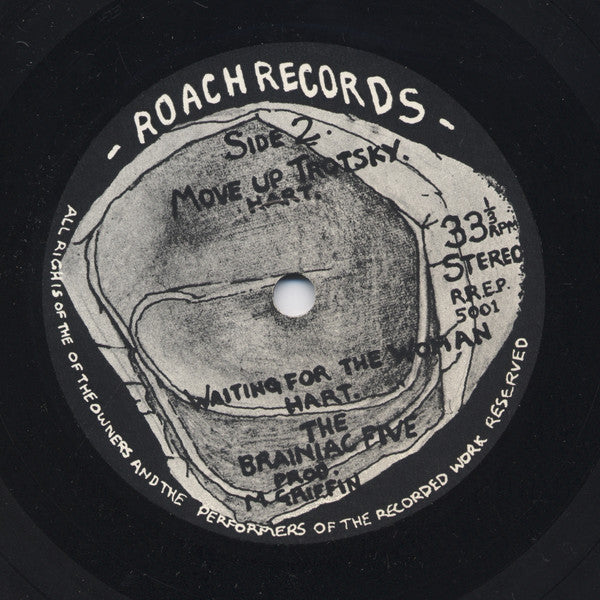 - ROACH RECORDS -
SIDE 2.
MOVE UP TROTSKY.
HART.
33⅓ RPM
STEREO
R.R.E.P.
5001
WAITING FOR THE WOMAN
HART.
THE
BRAINIAC FIVE
PROD.
M. GRIFFIN
ALL RIGHTS OF THE OF THE OWNERS AND THE PERFORMERS OF THE RECORDED WORK RESERVED